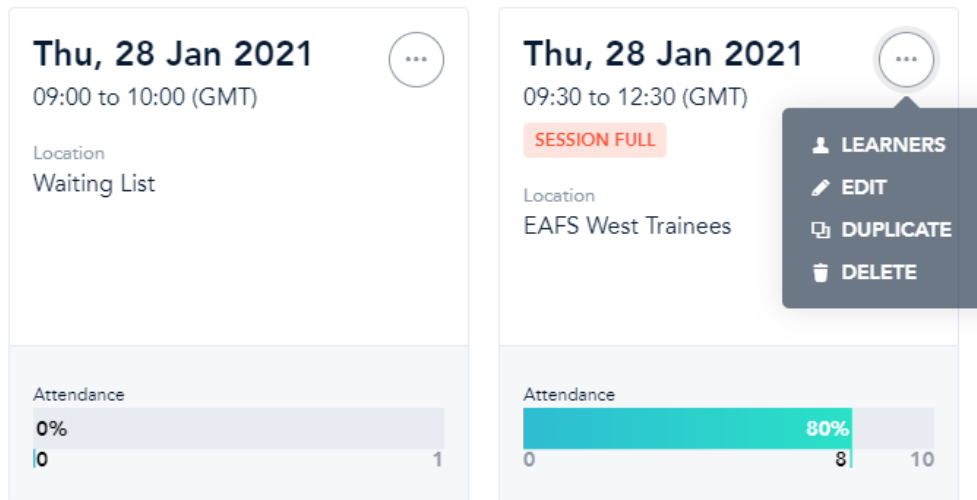 Thu, 28 Jan 2021
09:00 to 10:00 (GMT)
Location
Waiting List
Attendance
0%
0 1
Thu, 28 Jan 2021
09:30 to 12:30 (GMT)
SESSION FULL
Location
EAFS West Trainees
LEARNERS
EDIT
DUPLICATE
DELETE
Attendance
80%
0 8 10